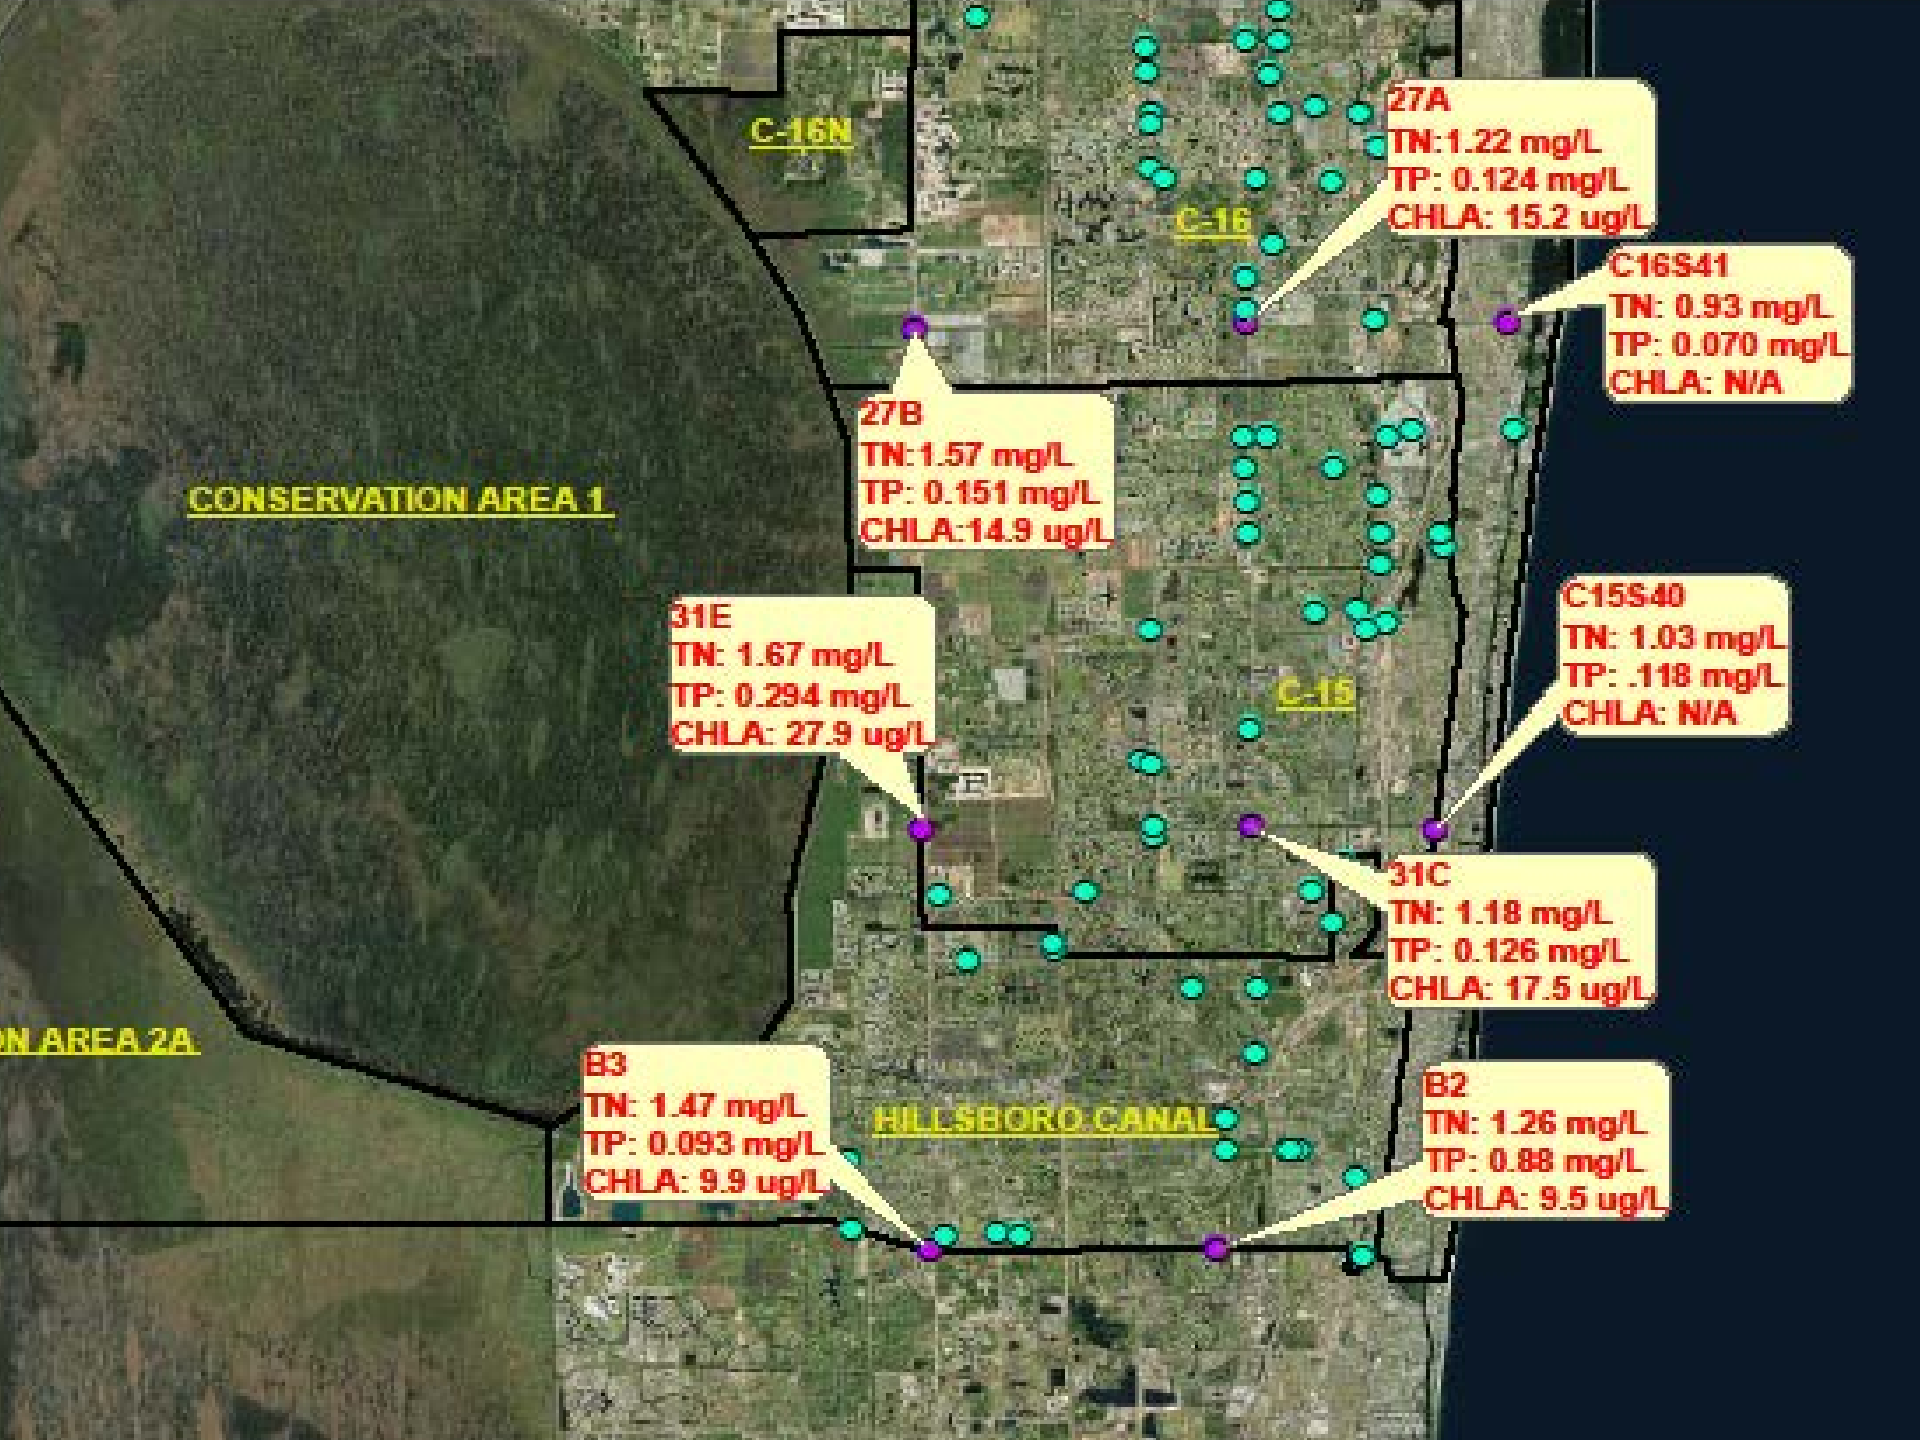 C-16N
27A
TN:1.22 mg/L
TP: 0.124 mg/L
CHLA: 15.2 ug/L
C-16
C16S41
TN: 0.93 mg/L
TP: 0.070 mg/L
CHLA: N/A
27B
TN:1.57 mg/L
TP: 0.151 mg/L
CHLA:14.9 ug/L
CONSERVATION AREA 1
31E
TN: 1.67 mg/L
TP: 0.294 mg/L
CHLA: 27.9 ug/L
C15S40
TN: 1.03 mg/L
TP: .118 mg/L
CHLA: N/A
C-15
31C
TN: 1.18 mg/L
TP: 0.126 mg/L
CHLA: 17.5 ug/L
ON AREA 2A
B3
TN: 1.47 mg/L
TP: 0.093 mg/L
CHLA: 9.9 ug/L
HILLSBORO CANAL
B2
TN: 1.26 mg/L
TP: 0.88 mg/L
CHLA: 9.5 ug/L